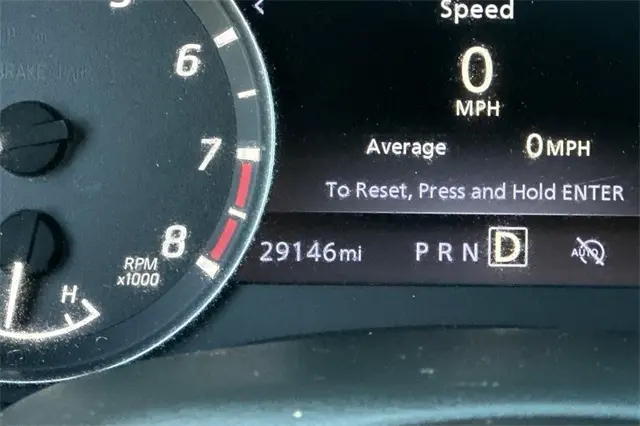 Speed
0
MPH
Average 0MPH
To Reset, Press and Hold ENTER
29146mi P R N D AUTO
6
7
8
RPM
x1000
H